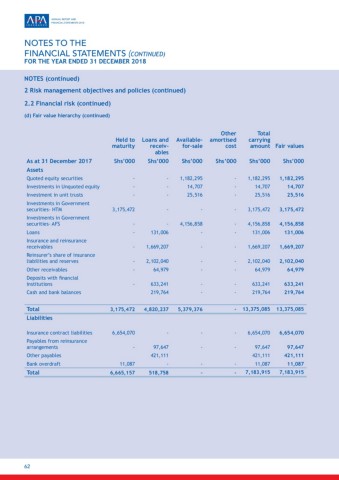 APA
ANNUAL REPORT AND
FINANCIAL STATEMENTS 2018
NOTES TO THE
FINANCIAL STATEMENTS (CONTINUED)
FOR THE YEAR ENDED 31 DECEMBER 2018
NOTES (continued)
2 Risk management objectives and policies (continued)
2.2 Financial risk (continued)
(d) Fair value hierarchy (continued)
Held to maturity Loans and receiv-ables Available-for-sale Other amortised cost Total carrying amount Fair values
As at 31 December 2017 Shs'000 Shs'000 Shs'000 Shs'000 Shs'000 Shs'000
Assets
Quoted equity securities - - 1,182,295 - 1,182,295 1,182,295
Investments in Unquoted equity - - 14,707 - 14,707 14,707
Investment in unit trusts - - 25,516 - 25,516 25,516
Investments in Government
securities- HTM 3,175,472 - - - 3,175,472 3,175,472
Investments in Government
securities- AFS - - 4,156,858 - 4,156,858 4,156,858
Loans - 131,006 - - 131,006 131,006
Insurance and reinsurance
receivables - 1,669,207 - - 1,669,207 1,669,207
Reinsurer's share of insurance
liabilities and reserves - 2,102,040 - - 2,102,040 2,102,040
Other receivables - 64,979 - - 64,979 64,979
Deposits with financial
institutions - 633,241 - - 633,241 633,241
Cash and bank balances 219,764 - - 219,764 219,764
Total 3,175,472 4,820,237 5,379,376 - 13,375,085 13,375,085
Liabilities
Insurance contract liabilities 6,654,070 - - - 6,654,070 6,654,070
Payables from reinsurance
arrangements - 97,647 - - 97,647 97,647
Other payables 421,111 - - 421,111 421,111
Bank overdraft 11,087 - - - 11,087 11,087
Total 6,665,157 518,758 - - 7,183,915 7,183,915
62